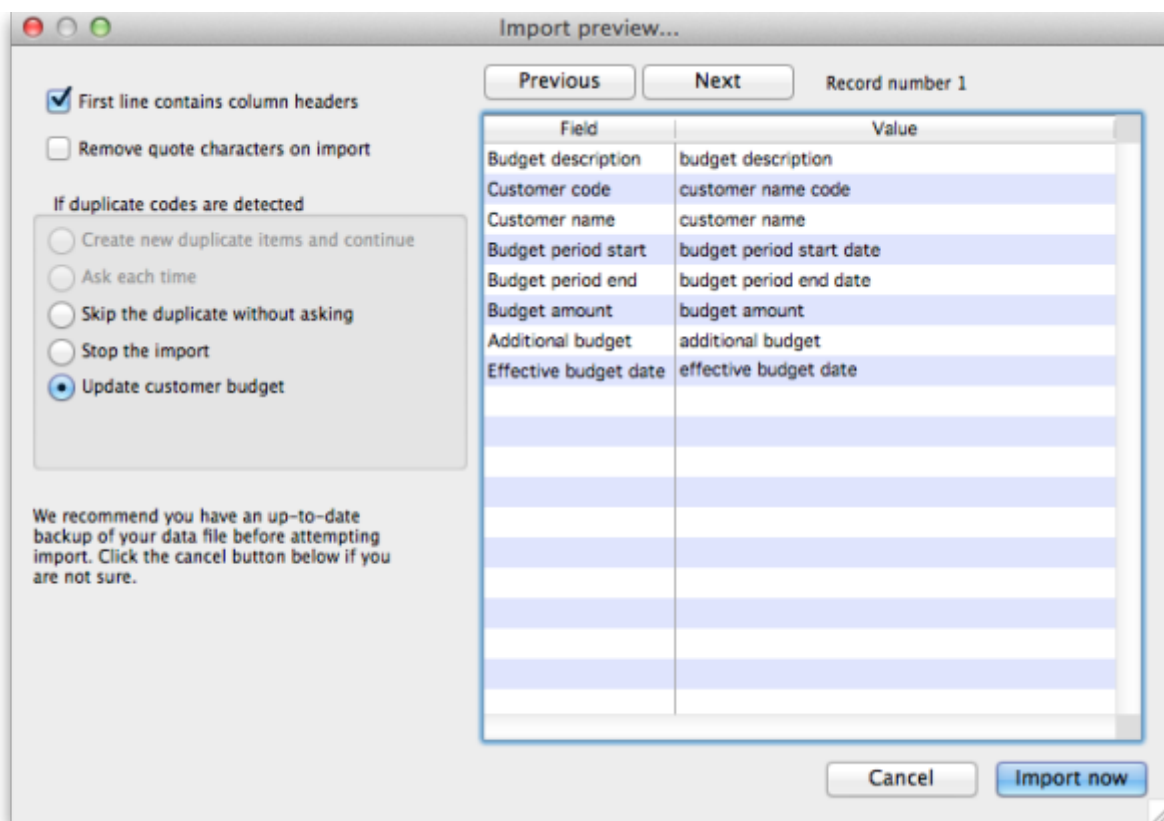 Import preview...
Previous
Next
Record number 1
First line contains column headers
Remove quote characters on import
If duplicate codes are detected
Create new duplicate items and continue
Ask each time
Skip the duplicate without asking
Stop the import
Update customer budget
We recommend you have an up-to-date
backup of your data file before attempting
import. Click the cancel button below if you
are not sure.
Field Value
Budget description budget description
Customer code customer name code
Customer name customer name
Budget period start budget period start date
Budget period end budget period end date
Budget amount budget amount
Additional budget additional budget
Effective budget date effective budget date
Cancel
Import now